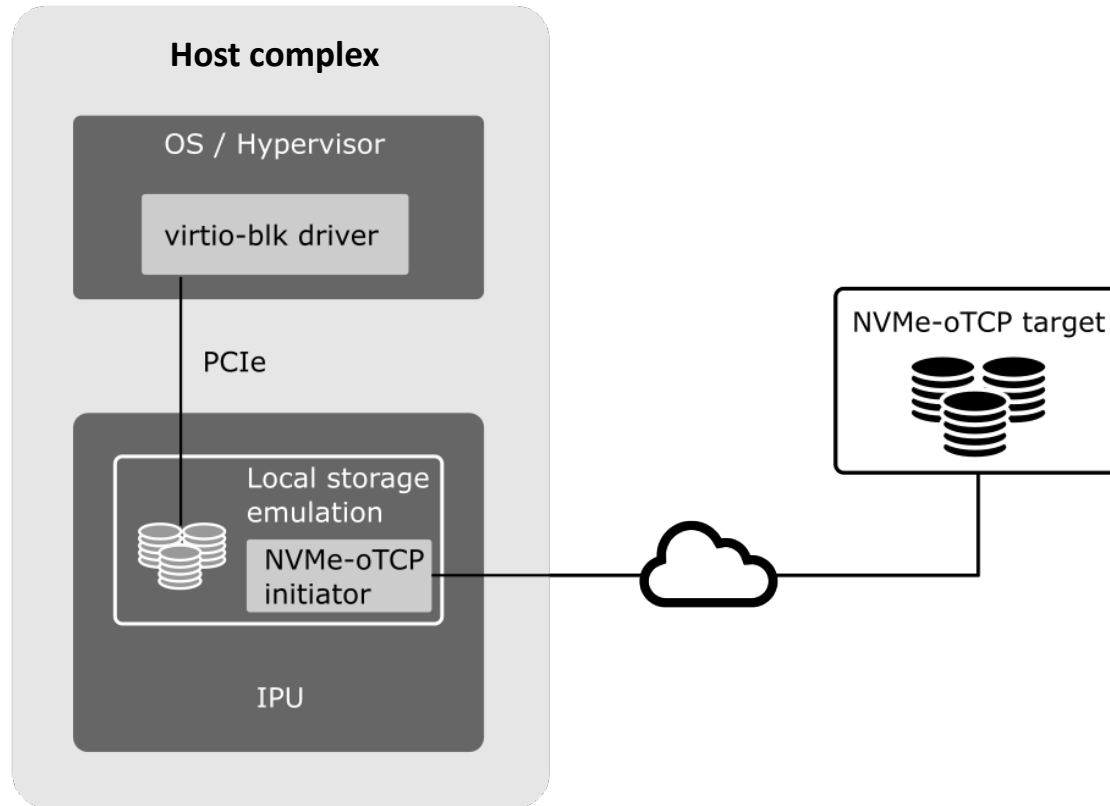 Host complex
OS / Hypervisor
virtio-blk driver
PCIe
Local storage
emulation
NVMe-oTCP
initiator
IPU
NVMe-oTCP target